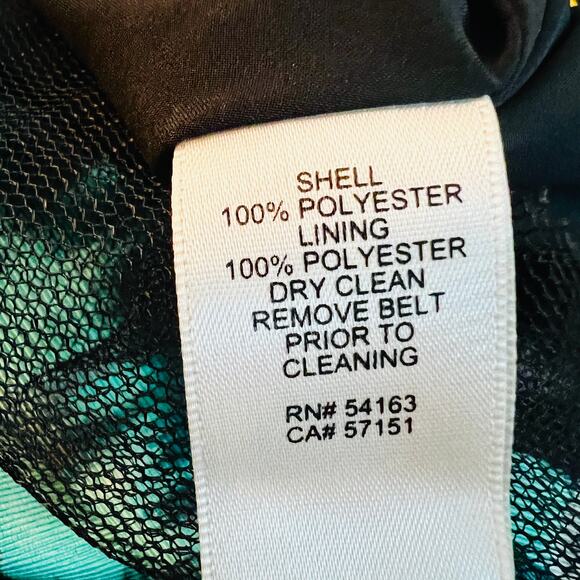 SHELL
100% POLYESTER
LINING
100% POLYESTER
DRY CLEAN
REMOVE BELT
PRIOR TO
CLEANING
RN# 54163
CA# 57151